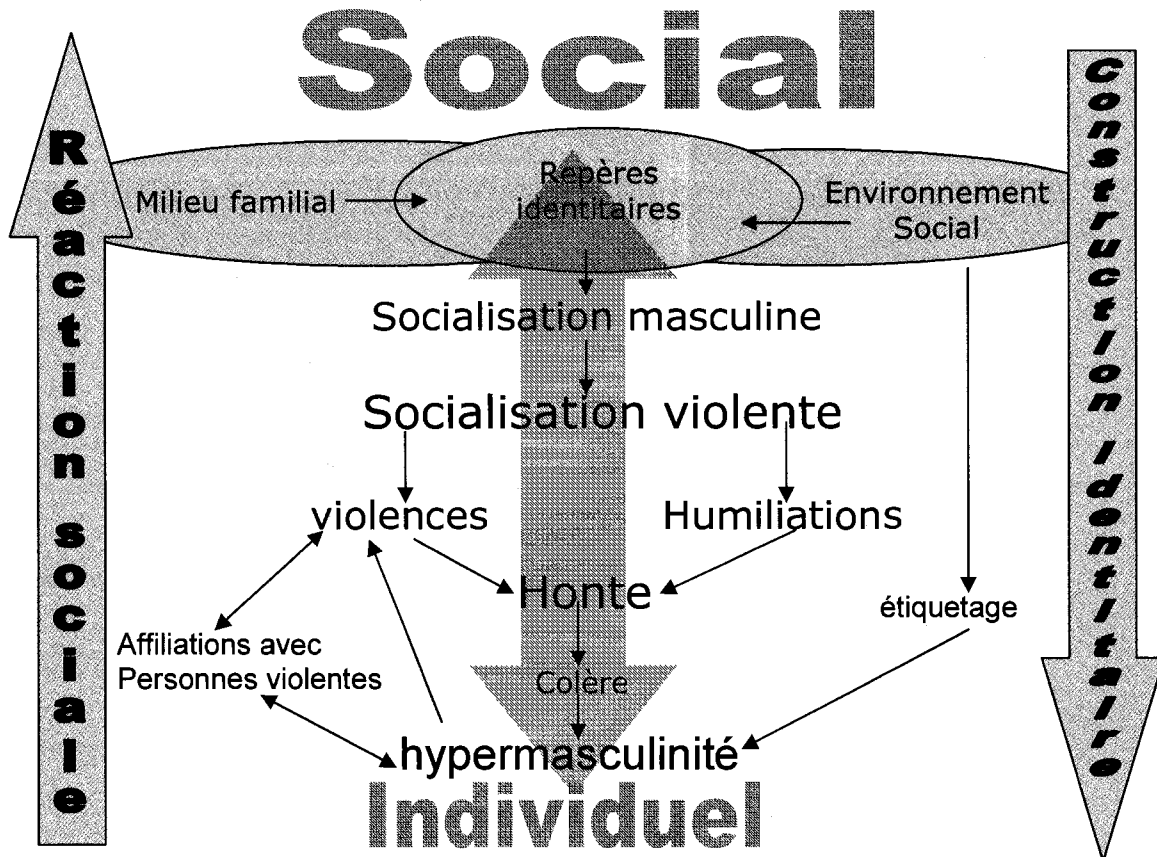 Social
Réaction sociale
Construction Identitaire
Milieu familial
Repères
identitaires
Environnement
Social
Socialisation masculine
Socialisation violente
violences
Humiliations
Honte
étiquetage
Affiliations avec
Personnes violentes
Colère
hypermasculinité
Individuel